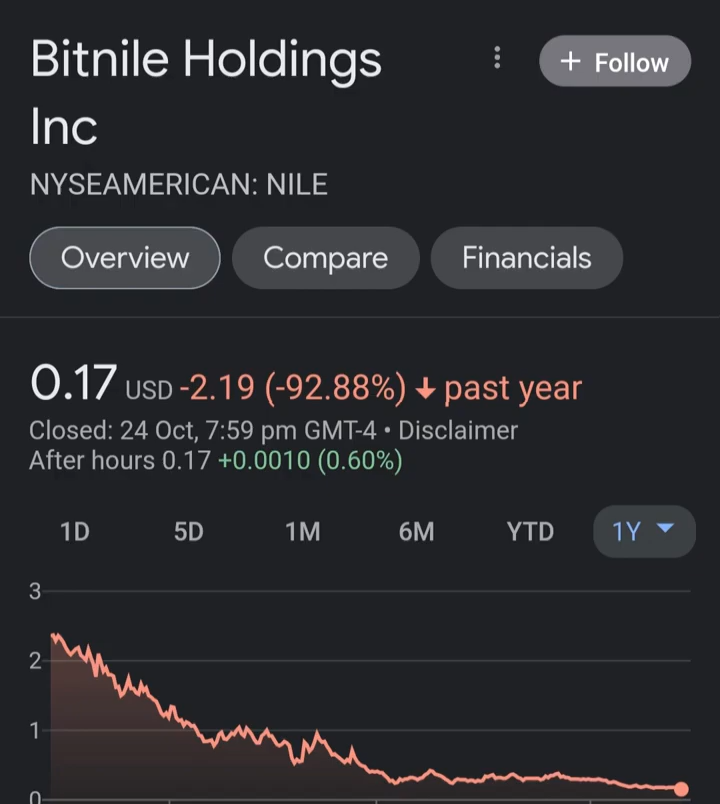 Bitnile Holdings
Inc
+ Follow
NYSEAMERICAN: NILE
Overview
Compare
Financials
0.17 USD -2.19 (-92.88%) ↓ past year
Closed: 24 Oct, 7:59 pm GMT-4 • Disclaimer
After hours 0.17 +0.0010 (0.60%)
1D 5D 1M 6M YTD 1Y
3
2
1
0